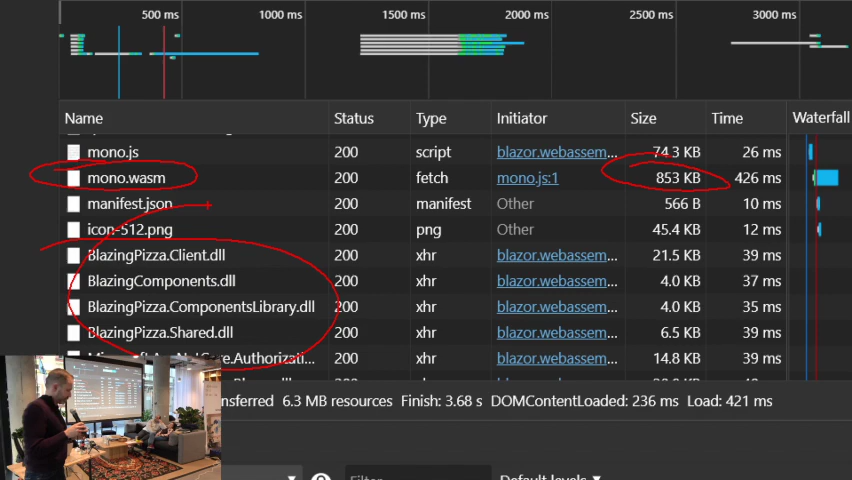 500 ms 1000 ms 1500 ms 2000 ms 2500 ms 3000 ms
Name Status Type Initiator Size Time Waterfall
mono.js 200 script blazor.webassem... 74.3 KB 26 ms
mono.wasm 200 fetch mono.js:1 853 KB 426 ms
manifest.json 200 manifest Other 566 B 10 ms
icon-512.png 200 png Other 45.4 KB 12 ms
BlazingPizza.Client.dll 200 xhr blazor.webassem... 21.5 KB 39 ms
BlazingComponents.dll 200 xhr blazor.webassem... 4.0 KB 37 ms
BlazingPizza.ComponentsLibrary.dll 200 xhr blazor.webassem... 4.0 KB 35 ms
BlazingPizza.Shared.dll 200 xhr blazor.webassem... 6.5 KB 39 ms
Authorizati... 200 xhr blazor.webassem... 14.8 KB 39 ms
nsferred 6.3 MB resources Finish: 3.68 s DOMContentLoaded: 236 ms Load: 421 ms
Filter Default levels ▼